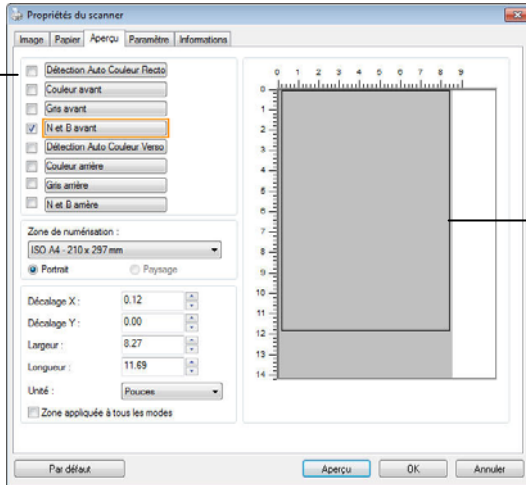 Propriétés du scanner
Image Papier Aperçu Paramètre Informations
Détection Auto Couleur Recto
Couleur avant
Gris avant
N et B avant
Détection Auto Couleur Verso
Couleur arrière
Gris arrière
N et B arrière
Zone de numérisation :
ISO A4 - 210 x 297 mm
Portrait Paysage
Décalage X : 0.12
Décalage Y : 0.00
Largeur : 8.27
Longueur : 11.69
Unité : Pouces
Zone appliquée à tous les modes
0 1 2 3 4 5 6 7 8 9
0
1
2
3
4
5
6
7
8
9
10
11
12
13
14
Par défaut Aperçu OK Annuler